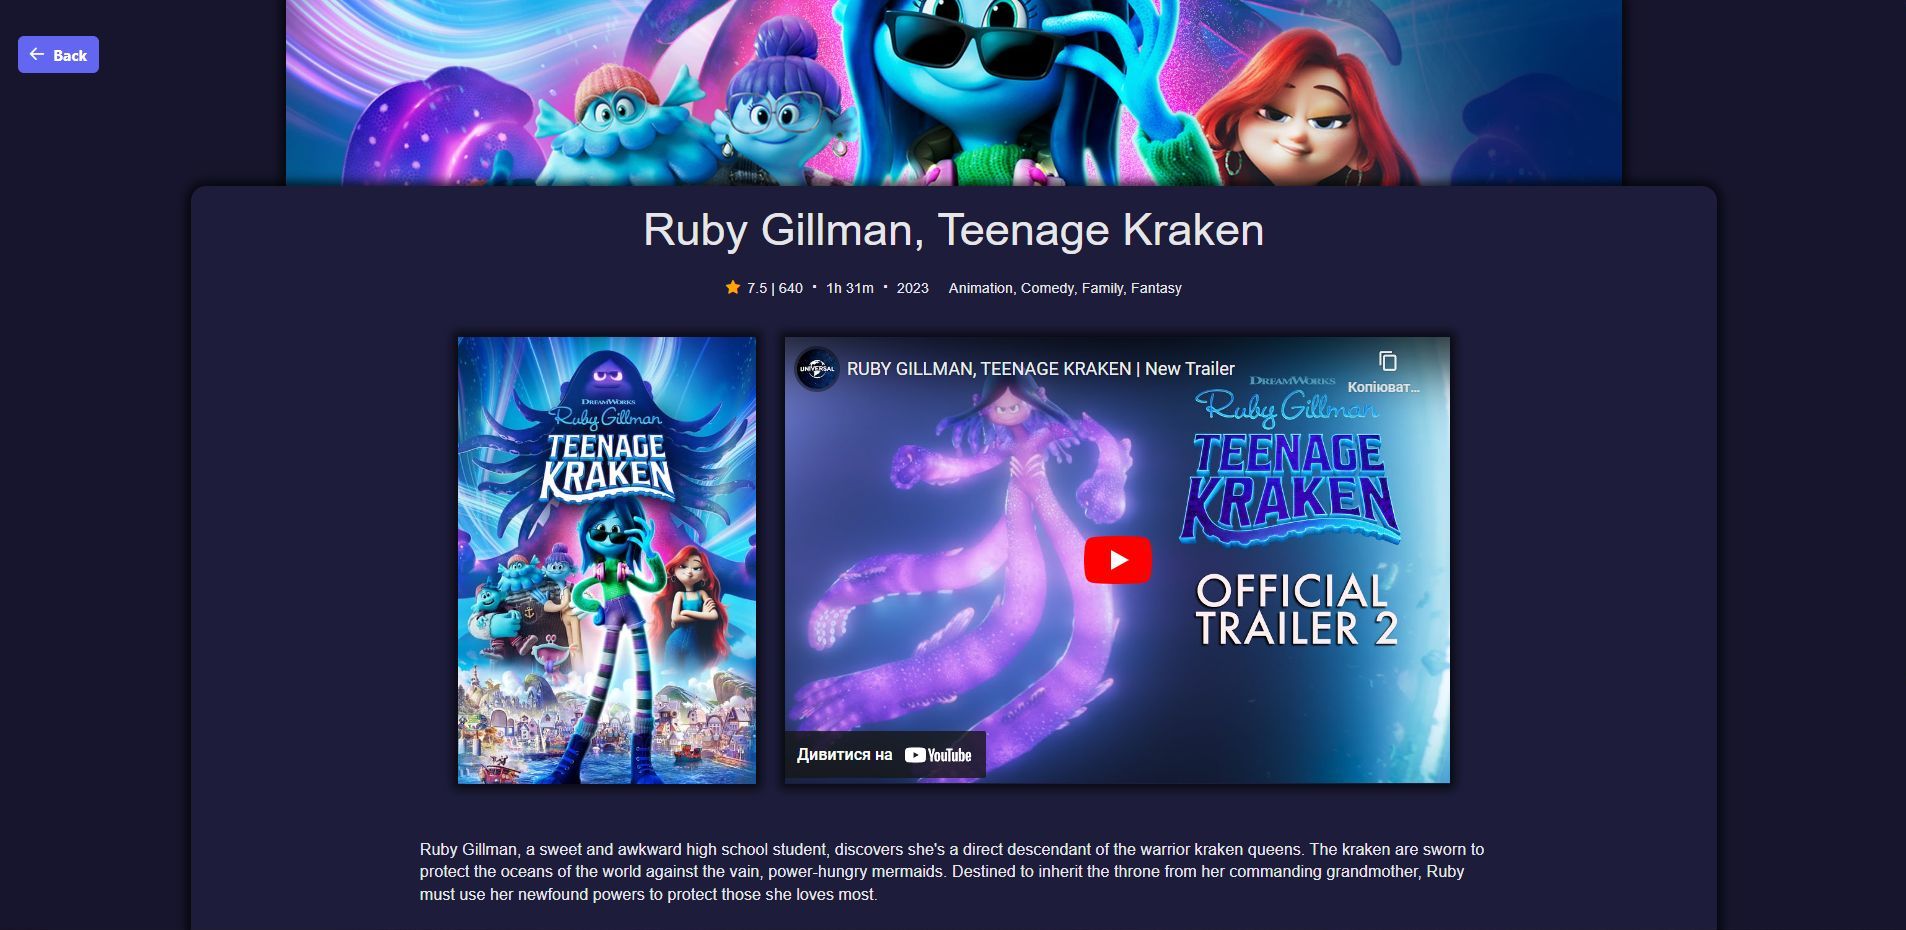 Back
Ruby Gillman, Teenage Kraken
7.5 | 640 · 1h 31m · 2023 Animation, Comedy, Family, Fantasy
DREAMWORKS
Ruby Gillman
TEENAGE
KRAKEN
UNIVERSAL
RUBY GILLMAN, TEENAGE KRAKEN | New Trailer
Копіюват...
DREAMWORKS
Ruby Gillman
TEENAGE
KRAKEN
OFFICIAL
TRAILER 2
Дивитися на YouTube
Ruby Gillman, a sweet and awkward high school student, discovers she's a direct descendant of the warrior kraken queens. The kraken are sworn to
protect the oceans of the world against the vain, power-hungry mermaids. Destined to inherit the throne from her commanding grandmother, Ruby
must use her newfound powers to protect those she loves most.